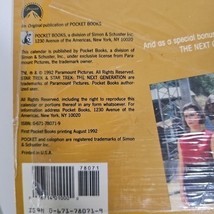 An Original publication of POCKET BOOKS
POCKET BOOKS, a division of
Simon & Schuster Inc.
1230 Avenue of the Americas, New York, NY 10020
This calendar is published by Pocket Books, a division of
Simon & Schuster, Inc., under exclusive license from Paramount Pictures.
TM, ® & © 1992 Paramount Pictures. All Rights Reserved.
STAR TREK & STAR TREK: THE NEXT GENERATION are
trademarks of Paramount Pictures. Pocket Books authorized user.
All rights reserved, including the right to reproduce this
calendar or portions thereof in any form whatsoever. For
information address Pocket Books, 1230 Avenue of the
Americas, New York, NY 10020
ISBN: 0-671-78071-9
First Pocket Books printing August 1992
POCKET and colophon are registered trademarks of Simon
& Schuster Inc.
Printed in U.S.A.
And as a special bonus
THE NEXT
78071
ISBN 0-671-78071-9